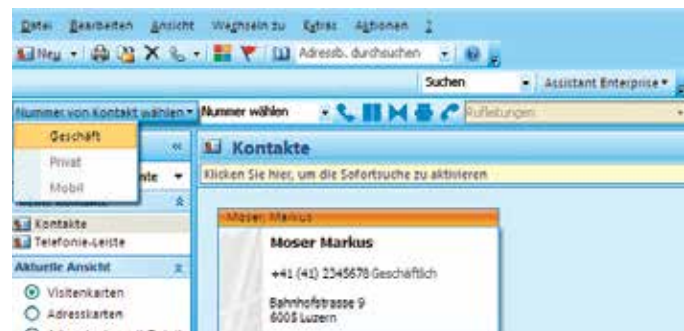 Datei Bearbeiten Ansicht Wechseln zu Extras Aktionen ?
Neu Adressb. durchsuchen
Suchen Assistant Enterprise
Nummer von Kontakt wählen Nummer wählen Rufleitungen
Geschäft
Privat
Mobil
Kontakte
Klicken Sie hier, um die Sofortsuche zu aktivieren
Kontakte
Telefonie-Leiste
Aktuelle Ansicht
Visitenkarten
Adresskarten
Moser, Markus
Moser Markus
+41 (41) 2345678 Geschäftlich
Bahnhofstrasse 9
6005 Luzern